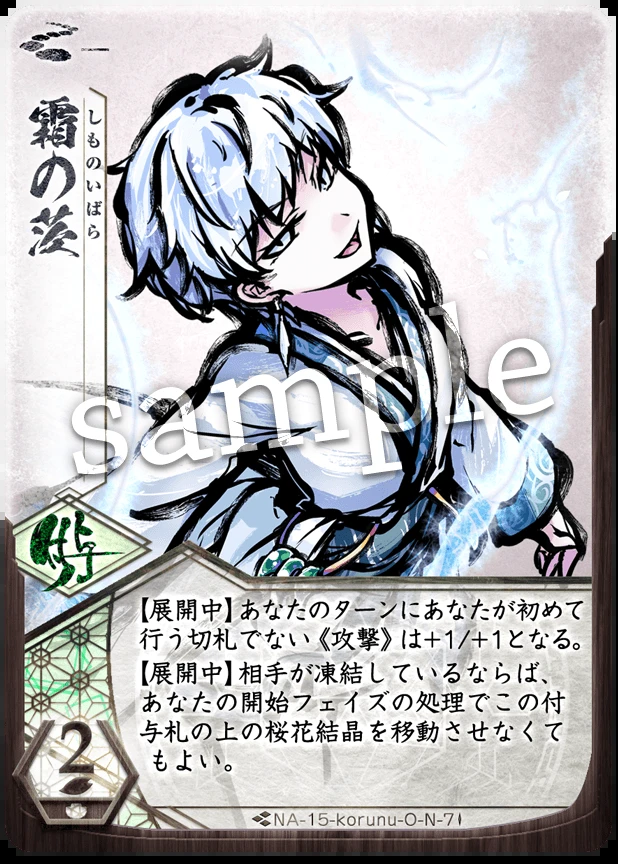 霜の茨
しものいばら
sample
付与
【展開中】あなたのターンにあなたが初めて
行う切札でない《攻撃》は+1/+1となる。
【展開中】相手が凍結しているならば、
あなたの開始フェイズの処理でこの付
与札の上の桜花結晶を移動させなくて
もよい。
2
NA-15-korunu-O-N-7